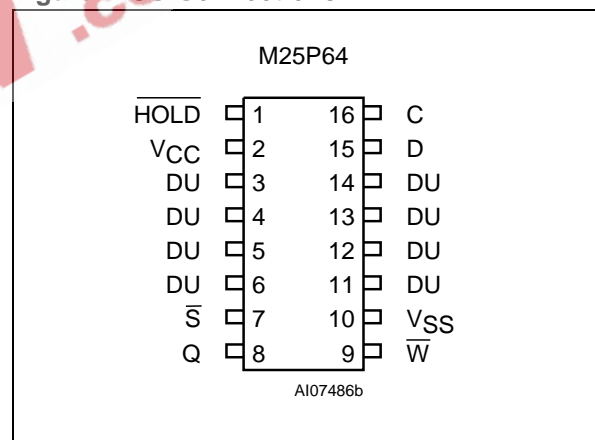 M25P64
HOLD 1 16 C
VCC 2 15 D
DU 3 14 DU
DU 4 13 DU
DU 5 12 DU
DU 6 11 DU
S 7 10 VSS
Q 8 9 W
AI07486b